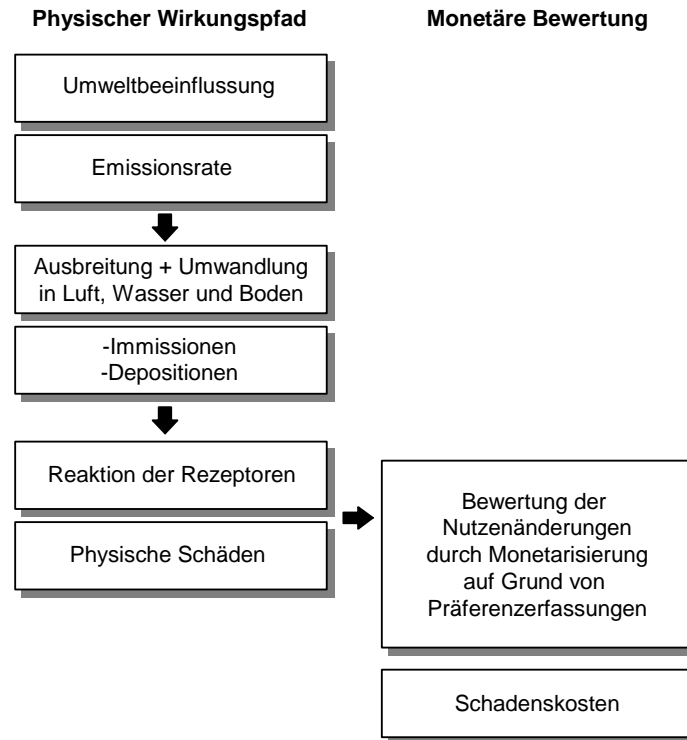 Physischer Wirkungspfad
Monetäre Bewertung
Umweltbeeinflussung
Emissionsrate
Ausbreitung + Umwandlung
in Luft, Wasser und Boden
-Immissionen
-Depositionen
Reaktion der Rezeptoren
Physische Schäden
Bewertung der
Nutzenänderungen
durch Monetarisierung
auf Grund von
Präferenzerfassungen
Schadenskosten